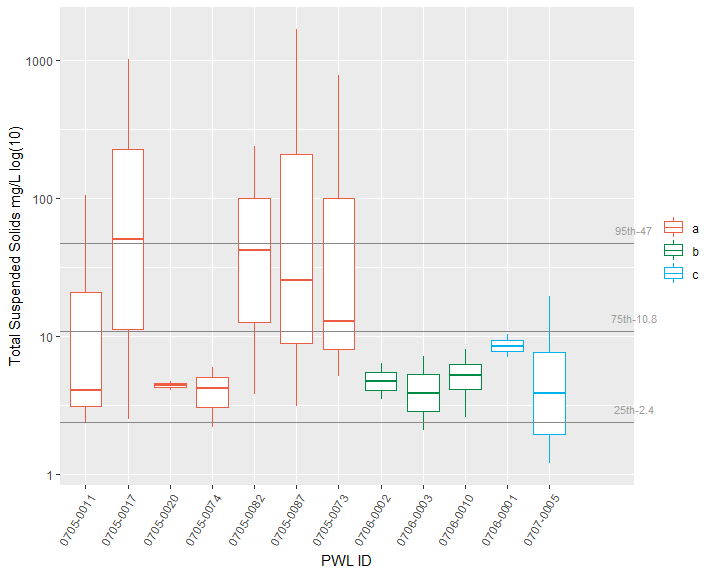 Total Suspended Solids mg/L log(10)
1000
100
10
1
95th-47
75th-10.8
25th-2.4
a
b
c
0705-0011
0705-0017
0705-0020
0705-0074
0705-0082
0705-0087
0705-0073
0706-0002
0706-0003
0706-0010
0706-0001
0707-0005
PWL ID